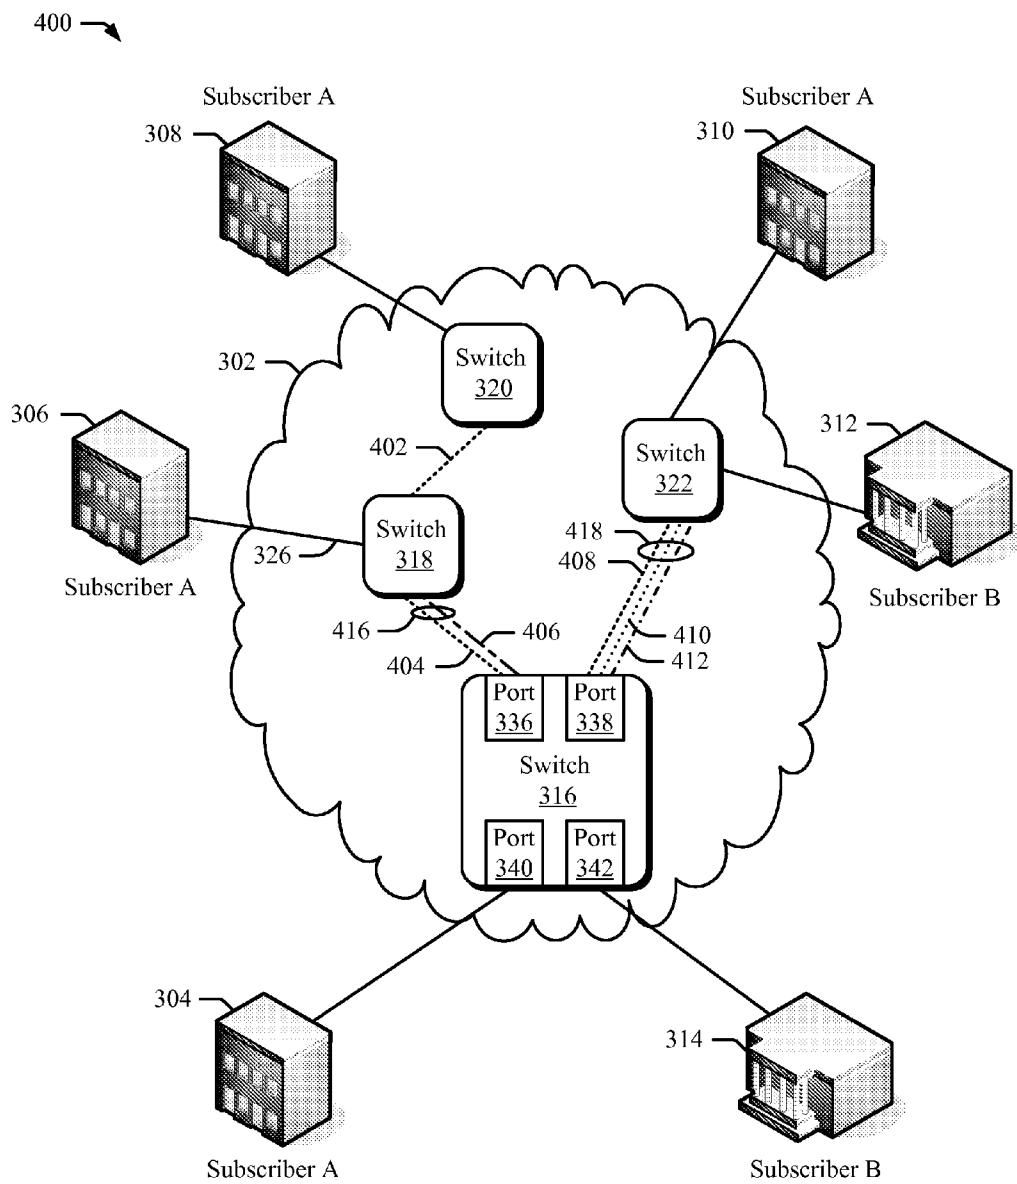 400
Subscriber A
308
Subscriber A
310
302
Switch
320
306
402
Switch
322
312
Switch
318
326
Subscriber A
418
408
Subscriber B
416
406
404
410
412
Port
336
Port
338
Switch
316
Port
340
Port
342
304
314
Subscriber A
Subscriber B